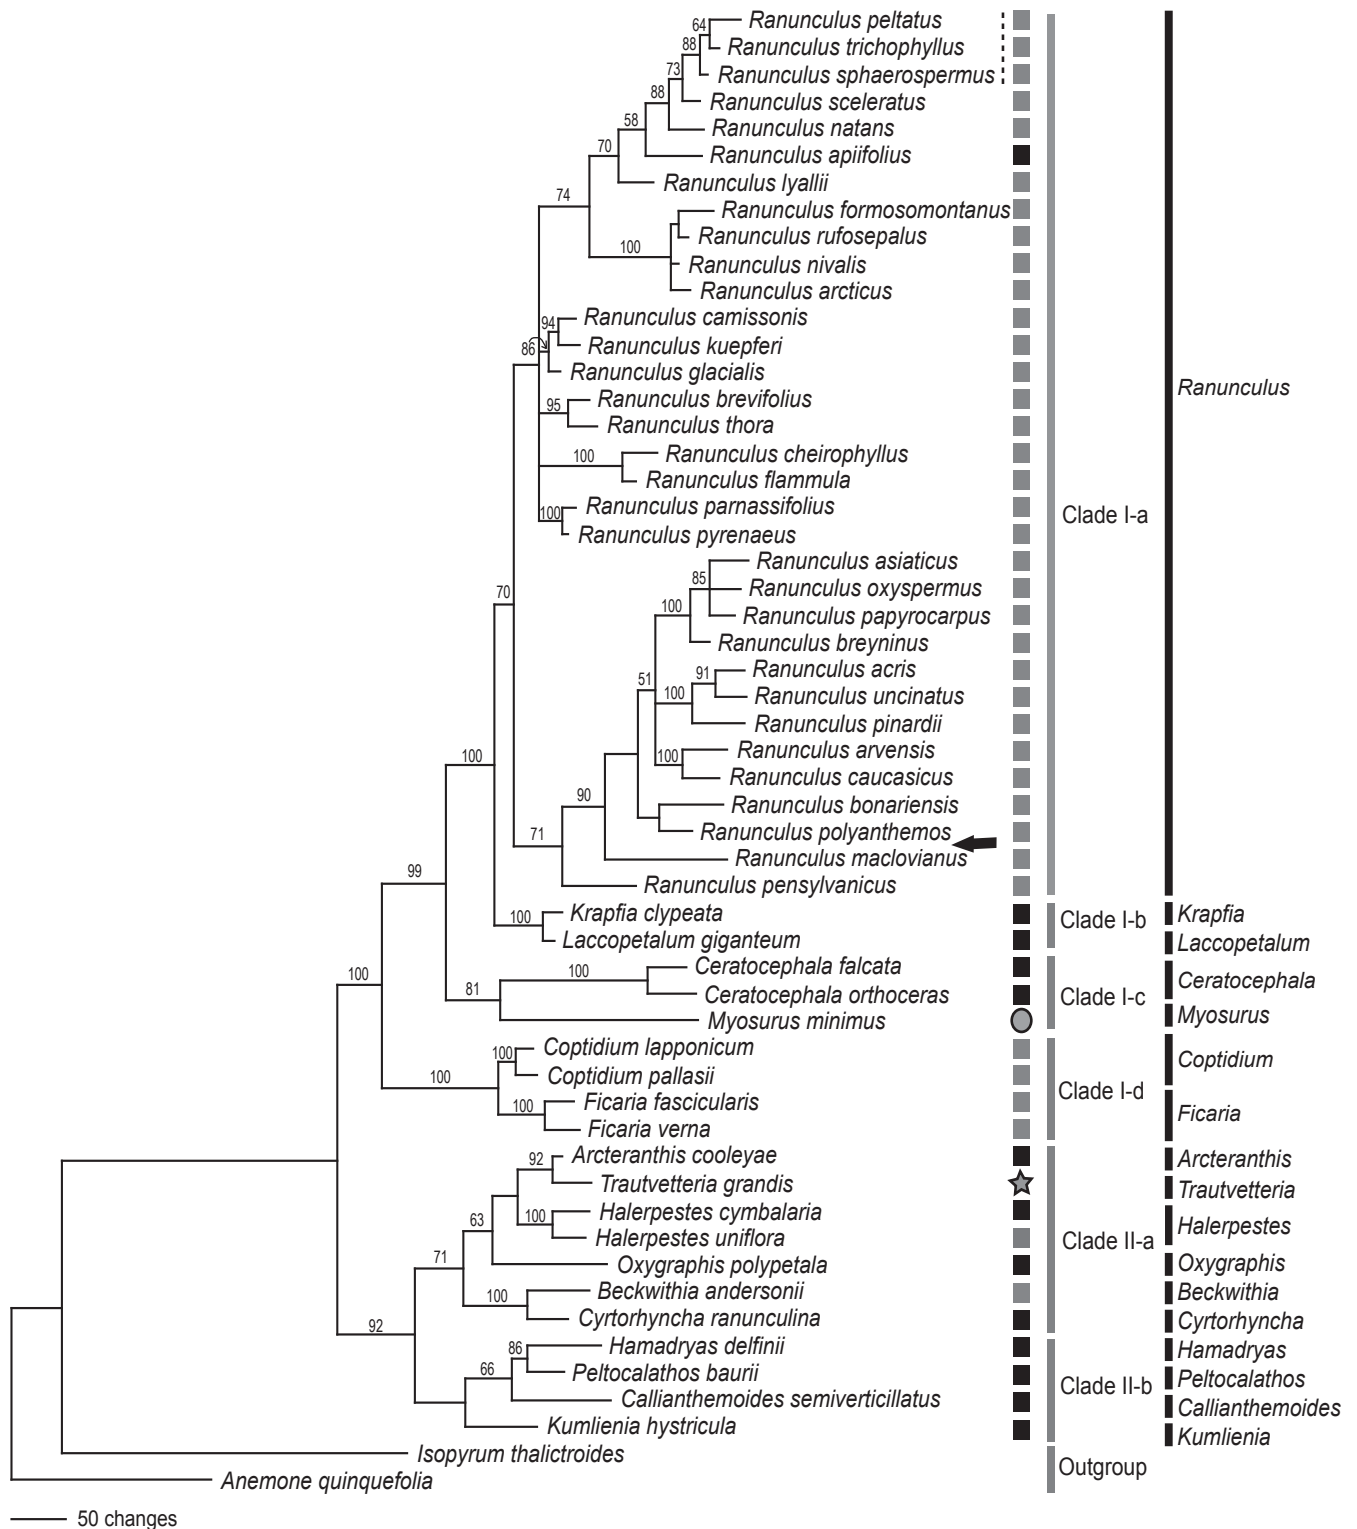 64 Ranunculus peltatus
88 Ranunculus trichophyllus
73 Ranunculus sphaerospermus
88 Ranunculus sceleratus
58 Ranunculus natans
70 Ranunculus apiifolius
Ranunculus lyallii
74 Ranunculus formosomontanus
Ranunculus rufosepalus
100 Ranunculus nivalis
Ranunculus arcticus
94 Ranunculus camissonis
86 Ranunculus kuepferi
Ranunculus glacialis
Ranunculus
95 Ranunculus brevifolius
Ranunculus thora
100 Ranunculus cheirophyllus
Ranunculus flammula
100 Ranunculus parnassifolius
Clade I-a
Ranunculus pyrenaeus
Ranunculus asiaticus
70 85 Ranunculus oxyspermus
100 Ranunculus papyrocarpus
Ranunculus breyninus
91 Ranunculus acris
51 100 Ranunculus uncinatus
Ranunculus pinardii
100 100 Ranunculus arvensis
Ranunculus caucasicus
90 Ranunculus bonariensis
71 Ranunculus polyanthemos
Ranunculus maclovianus
99 Ranunculus pensylvanicus
100 Krapfia clypeata Clade I-b Krapfia
Laccopetalum giganteum Laccopetalum
100 100 Ceratocephala falcata Ceratocephala
81 Ceratocephala orthoceras Clade I-c
Myosurus minimus Myosurus
100 Coptidium lapponicum Coptidium
100 Coptidium pallasii Clade I-d
100 Ficaria fascicularis Ficaria
Ficaria verna
92 Arcteranthis cooleyae Arcteranthis
Trautvetteria grandis Trautvetteria
63 100 Halerpestes cymbalaria Halerpestes
Halerpestes uniflora Clade II-a
71 Oxygraphis polypetala Oxygraphis
100 Beckwithia andersonii Beckwithia
92 Cyrtorhyncha ranunculina Cyrtorhyncha
86 Hamadryas delfinii Hamadryas
66 Peltocalathos baurii Clade II-b Peltocalathos
Callianthemoides semiverticillatus Callianthemoides
Kumlienia hystricula Kumlienia
Isopyrum thalictroides
Outgroup
Anemone quinquefolia
50 changes